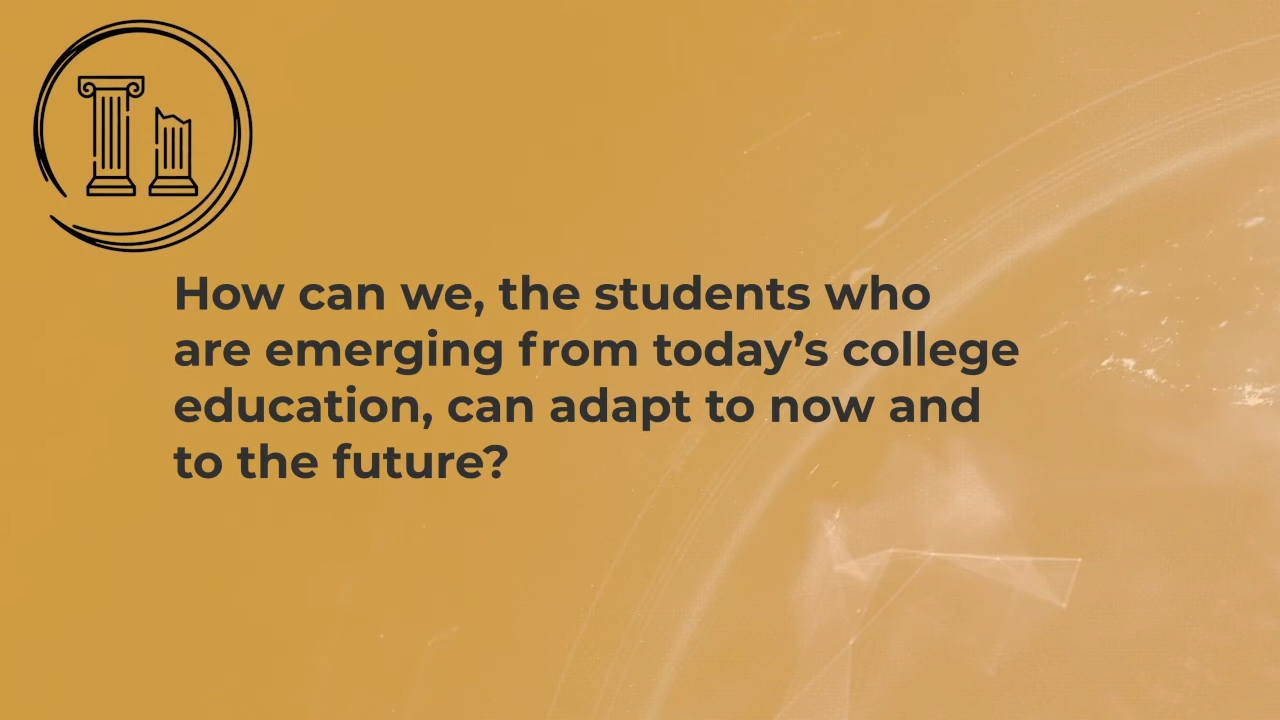 How can we, the students who
are emerging from today’s college
education, can adapt to now and
to the future?